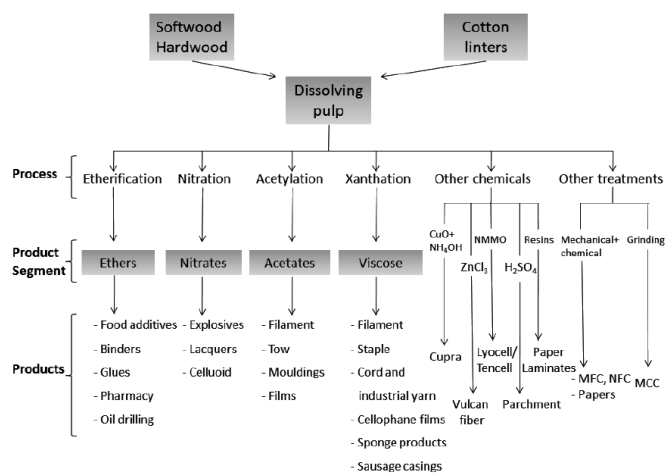 Softwood
Hardwood
Cotton
linters
Dissolving
pulp
Process
Etherification
Nitration
Acetylation
Xanthation
Other chemicals
Other treatments
CuO+
NH₄OH
ZnCl₃
NMMO
H₂SO₄
Resins
Mechanical+
chemical
Grinding
Product
Segment
Ethers
Nitrates
Acetates
Viscose
Products
- Food additives
- Binders
- Glues
- Pharmacy
- Oil drilling
- Explosives
- Lacquers
- Celluoid
- Filament
- Tow
- Mouldings
- Films
- Filament
- Staple
- Cord and
industrial yarn
- Cellophane films
- Sponge products
- Sausage casings
Cupra
Vulcan
fiber
Lyocell/
Tencell
Parchment
Paper
Laminates
- MFC, NFC
- Papers
MCC